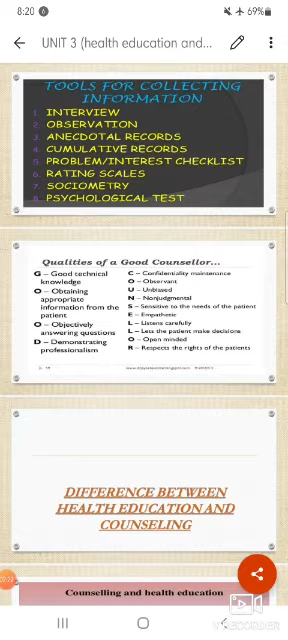 8:20
69%
UNIT 3 (health education and...
TOOLS FOR COLLECTING
INFORMATION
1. INTERVIEW
2. OBSERVATION
3. ANECDOTAL RECORDS
4. CUMULATIVE RECORDS
5. PROBLEM/INTEREST CHECKLIST
6. RATING SCALES
7. SOCIOMETRY
8. PSYCHOLOGICAL TEST
Qualities of a Good Counsellor...
G – Good technical
knowledge
O – Obtaining
appropriate
information from the
patient
O – Objectively
answering questions
D – Demonstrating
professionalism
C – Confidentiality maintenance
O – Observant
U – Unbiased
N – Nonjudgmental
S – Sensitive to the needs of the patient
E – Empathetic
L – Listens carefully
L – Lets the patient make decisions
O – Open minded
R – Respects the rights of the patients
DIFFERENCE BETWEEN
HEALTH EDUCATION AND
COUNSELING
Counselling and health education
RECORDER